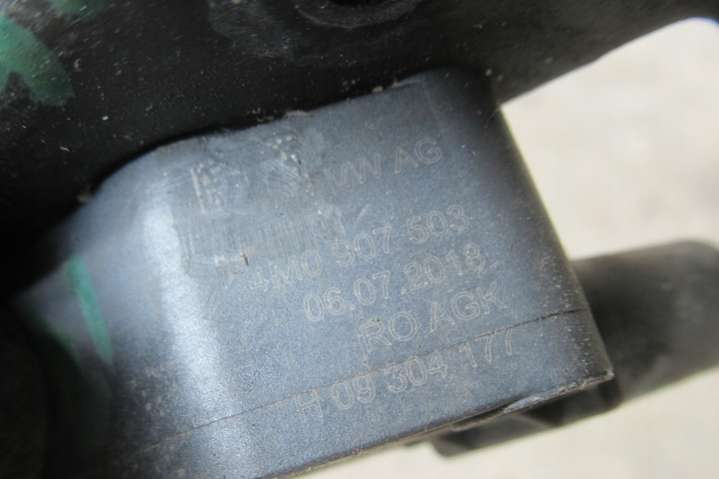 VW AG
4M0 907 503
06.07.2018
RO AGK
H 09 304 177